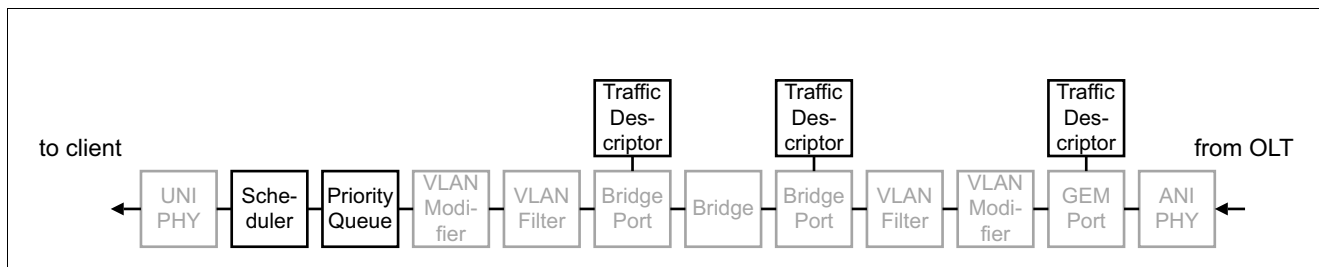 Traffic
Des-
criptor
Traffic
Des-
criptor
Traffic
Des-
criptor
to client
from OLT
UNI
PHY
Sche-
duler
Priority
Queue
VLAN
Modi-
fier
VLAN
Filter
Bridge
Port
Bridge
Bridge
Port
VLAN
Filter
VLAN
Modi-
fier
GEM
Port
ANI
PHY